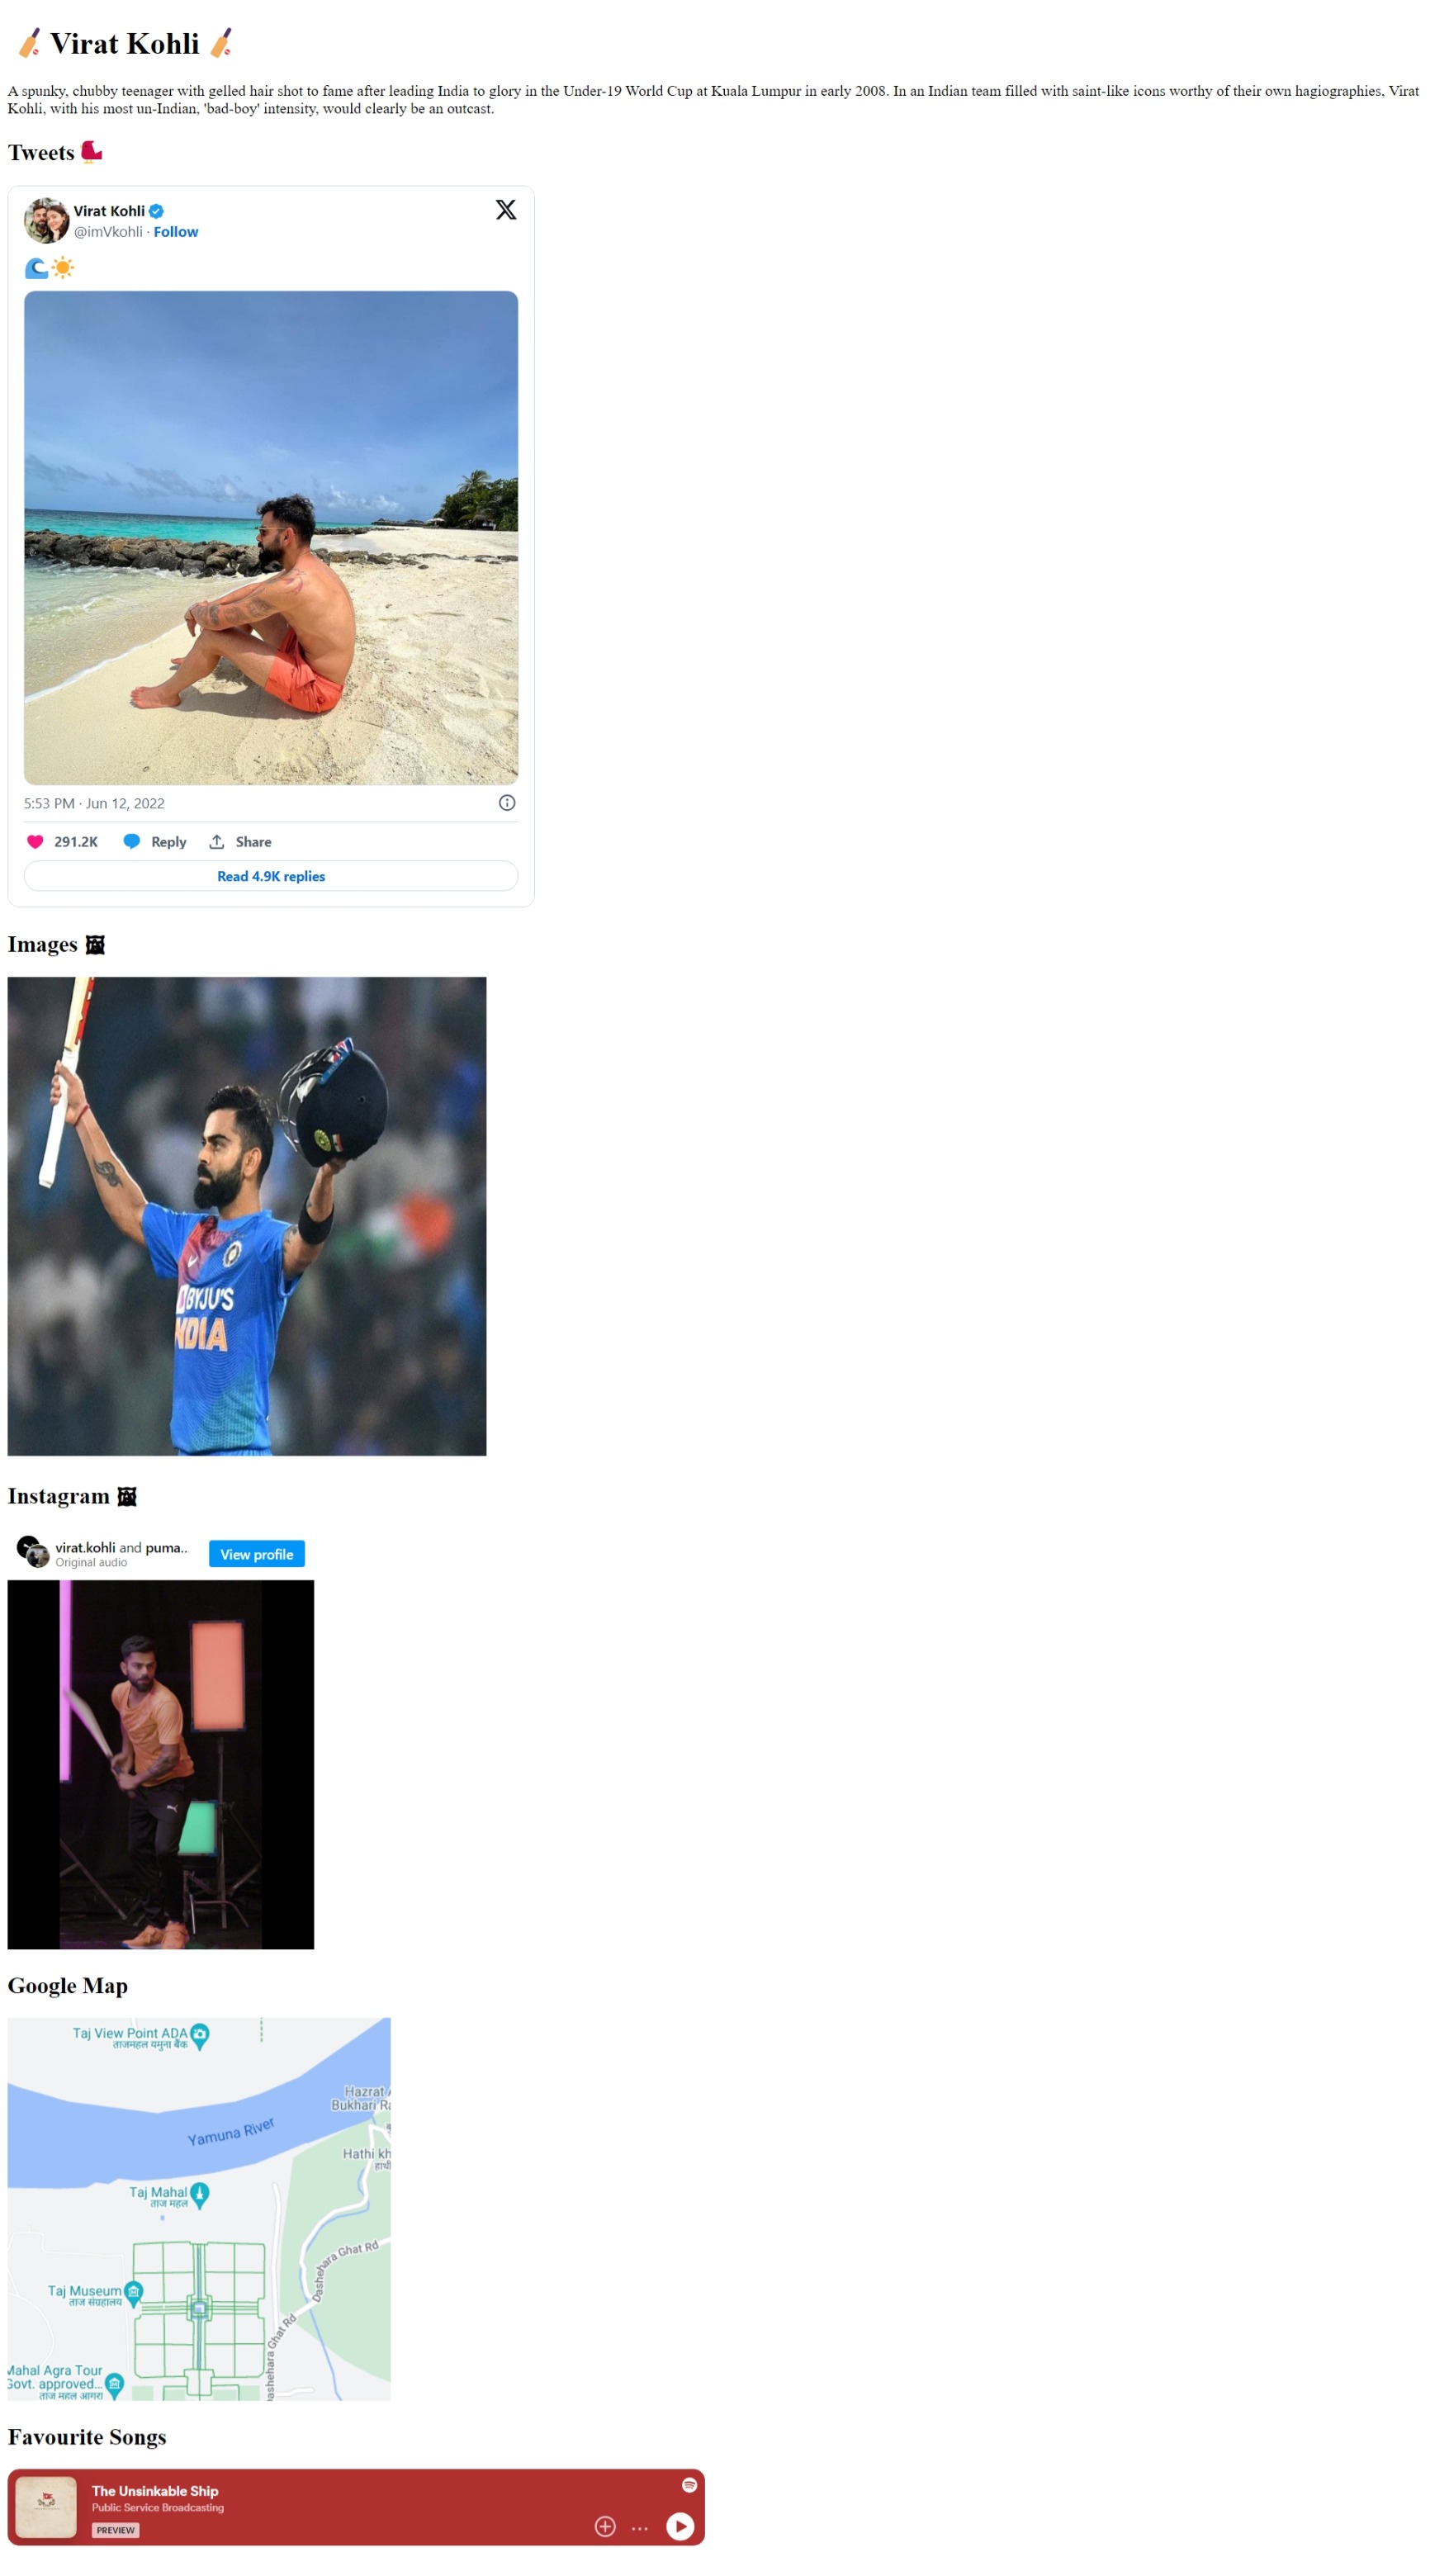 Virat Kohli
A spunky, chubby teenager with gelled hair shot to fame after leading India to glory in the Under-19 World Cup at Kuala Lumpur in early 2008. In an Indian team filled with saint-like icons worthy of their own hagiographies, Virat
Kohli, with his most un-Indian, 'bad-boy' intensity, would clearly be an outcast.
Tweets
Virat Kohli
@imVkohli · Follow
5:53 PM · Jun 12, 2022
291.2K Reply Share
Read 4.9K replies
Images
BYJU'S
NDIA
Instagram
virat.kohli and puma...
Original audio
View profile
Google Map
Taj View Point ADA
ताजमहल यमुना बैंक
Hazrat
Bukhari
Yamuna River
Hathi kh
हाथी
Taj Mahal
ताज महल
Dashehara Ghat Rd
Taj Museum
ताज संग्रहालय
Dashehara Ghat Rd
Mahal Agra Tour
Govt. approved...
ताज महल आगरा
Favourite Songs
The Unsinkable Ship
Public Service Broadcasting
PREVIEW